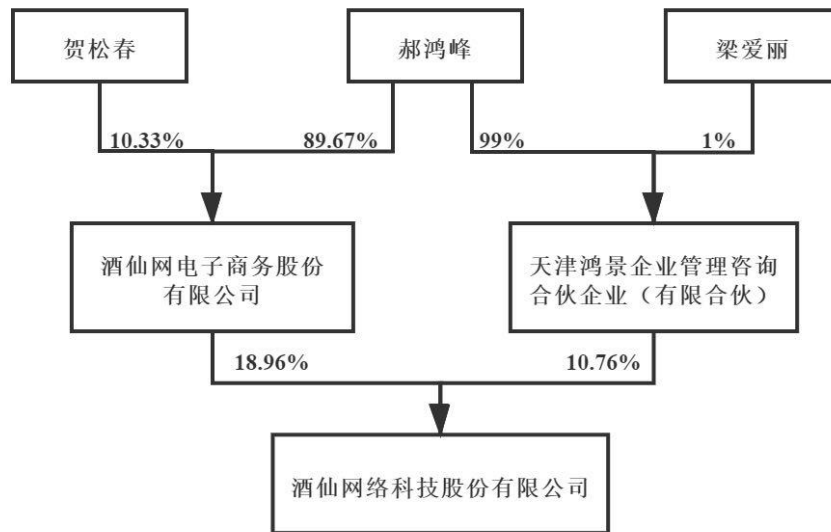 贺松春
郝鸿峰
梁爱丽
10.33%
89.67%
99%
1%
酒仙网电子商务股份
有限公司
天津鸿景企业管理咨询
合伙企业（有限合伙）
18.96%
10.76%
酒仙网络科技股份有限公司